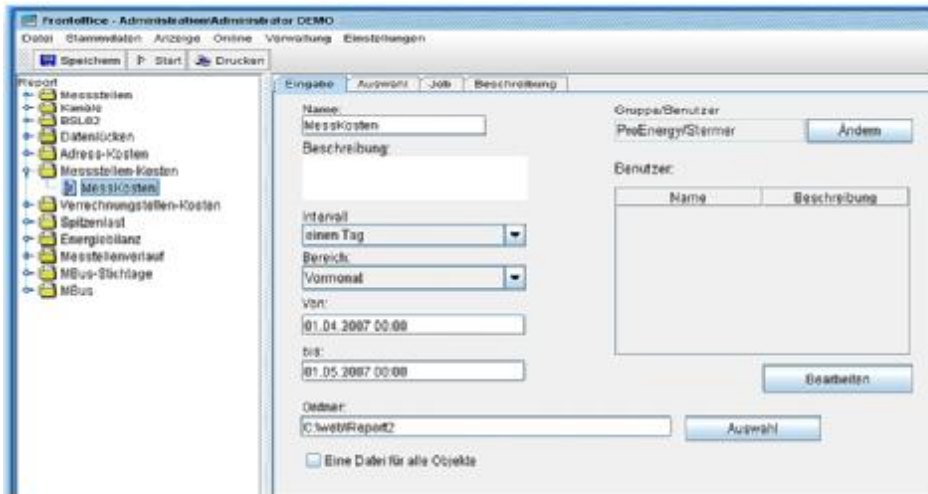 Frontoffice - Administration/Administrator DEMO
Datei Stammdaten Anzeige Online Verwaltung Einstellungen
Speichern Start Drucken
Report
Messstellen
Kanäle
BSL02
Datenlücken
Adress-Kosten
Messstellen-Kosten
MessKosten
Verrechnungstellen-Kosten
Spitzenlast
Energiebilanz
Messtellenverlauf
MBus-Stichtage
MBus
Eingabe Auswahl Job Beschreibung
Name:
MessKosten
Beschreibung:
Intervall
einen Tag
Bereich:
Vormonat
Von:
01.04.2007 00:00
bis:
01.05.2007 00:00
Ordner:
C:\web\Report2 Auswahl
Eine Datei für alle Objekte
Gruppe/Benutzer
ProEnergy/Stermer Ändern
Benutzer:
Name Beschreibung
Bearbeiten